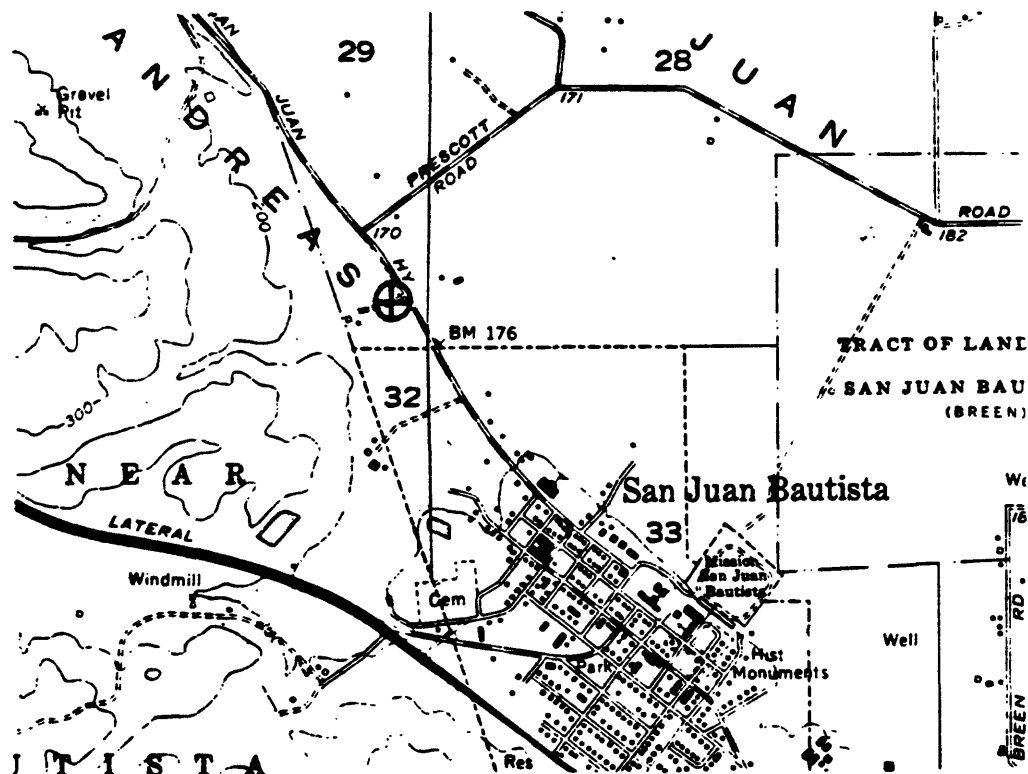 AN
29
JUAN
28
ANDREAS
Gravel
Pit
JUAN
171
PRESCOTT
ROAD
200
170
HY
ROAD
182
BM 176
TRACT OF LAND
32
SAN JUAN BAU
(BREEN)
300
NEAR
San Juan Bautista
LATERAL
33
Mission
San Juan
Bautista
Windmill
Cem
Well
BREEN RD
Park
Hist
Monuments
UTISTA
Res